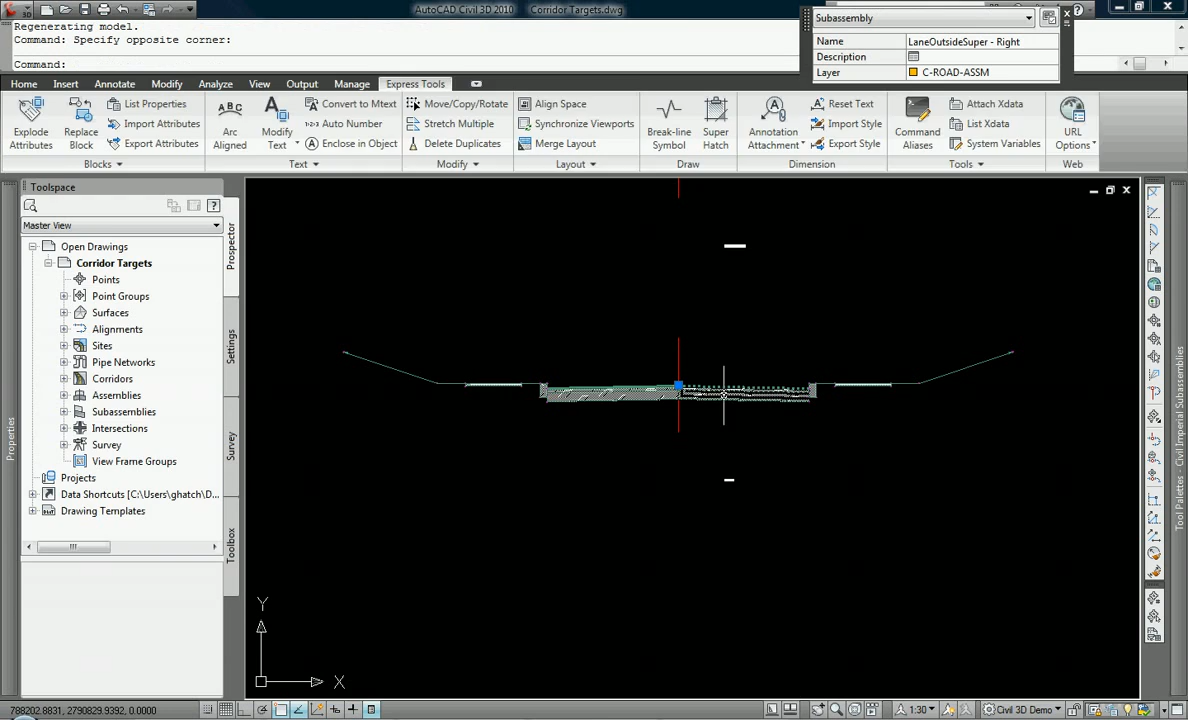 AutoCAD Civil 3D 2010 Corridor Targets.dwg
Regenerating model.
Command: Specify opposite corner:
Command:
Subassembly
Name LaneOutsideSuper - Right
Description
Layer C-ROAD-ASSM
Home Insert Annotate Modify Analyze View Output Manage Express Tools
Explode Attributes
Replace Block
List Properties
Import Attributes
Export Attributes
Blocks
Arc Aligned
Modify Text
Convert to Mtext
Auto Number
Enclose in Object
Text
Move/Copy/Rotate
Stretch Multiple
Delete Duplicates
Modify
Align Space
Synchronize Viewports
Merge Layout
Layout
Break-line Symbol
Super Hatch
Draw
Annotation Attachment
Reset Text
Import Style
Export Style
Dimension
Command Aliases
Attach Xdata
List Xdata
System Variables
Tools
URL Options
Web
Toolspace
Master View
Open Drawings
Corridor Targets
Points
Point Groups
Surfaces
Alignments
Sites
Pipe Networks
Corridors
Assemblies
Subassemblies
Intersections
Survey
View Frame Groups
Projects
Data Shortcuts [C:\Users\ghatch\D...
Drawing Templates
Prospector
Settings
Survey
Toolbox
Properties
Tool Palettes - Civil Imperial Subassemblies
Y
X
788202.8831, 2790829.9392, 0.0000
1:30
Civil 3D Demo